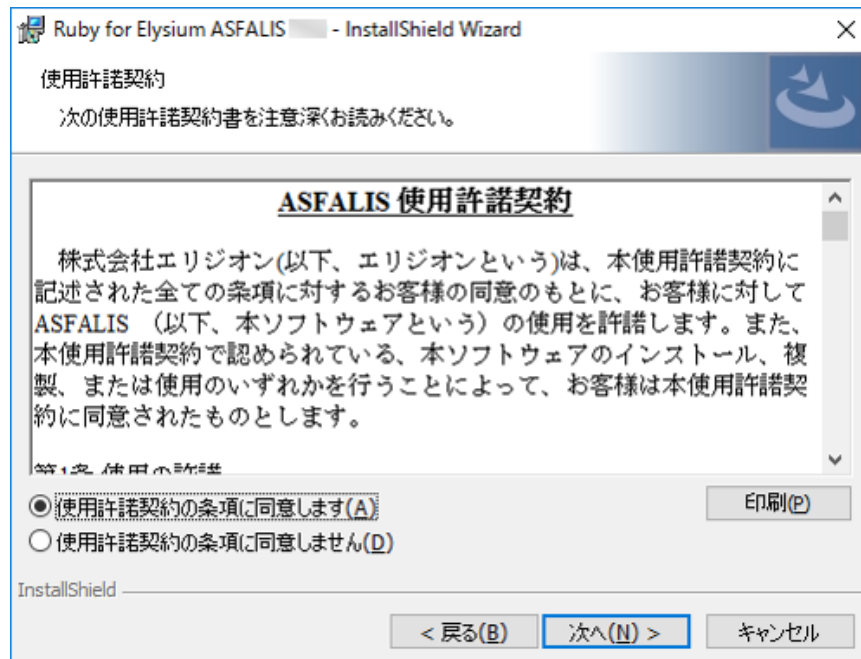 Ruby for Elysium ASFALIS - InstallShield Wizard
使用許諾契約
次の使用許諾契約書を注意深くお読みください。
ASFALIS 使用許諾契約
株式会社エリジオン(以下、エリジオンという)は、本使用許諾契約に
記述された全ての条項に対するお客様の同意のもとに、お客様に対して
ASFALIS （以下、本ソフトウェアという）の使用を許諾します。また、
本使用許諾契約で認められている、本ソフトウェアのインストール、複
製、または使用のいずれかを行うことによって、お客様は本使用許諾契
約に同意されたものとします。
第1条 使用の許諾
使用許諾契約の条項に同意します(A)
印刷(P)
使用許諾契約の条項に同意しません(D)
InstallShield
< 戻る(B)
次へ(N) >
キャンセル